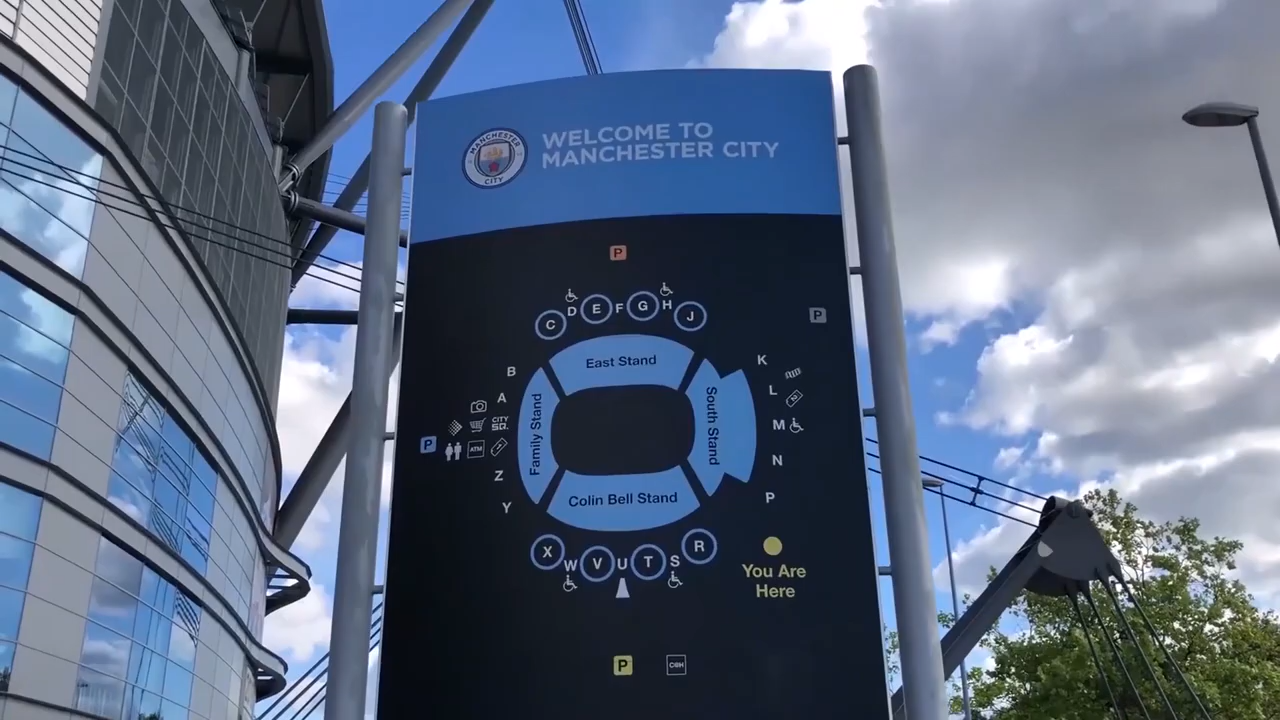 MANCHESTER
CITY
WELCOME TO
MANCHESTER CITY
P
P
C
D
E
F
G
H
J
East Stand
B
A
CITY
SQ.
P
ATM
Z
Y
Family Stand
South Stand
K
L
M
N
P
Colin Bell Stand
X
W
V
U
T
S
R
You Are
Here
P
C@H